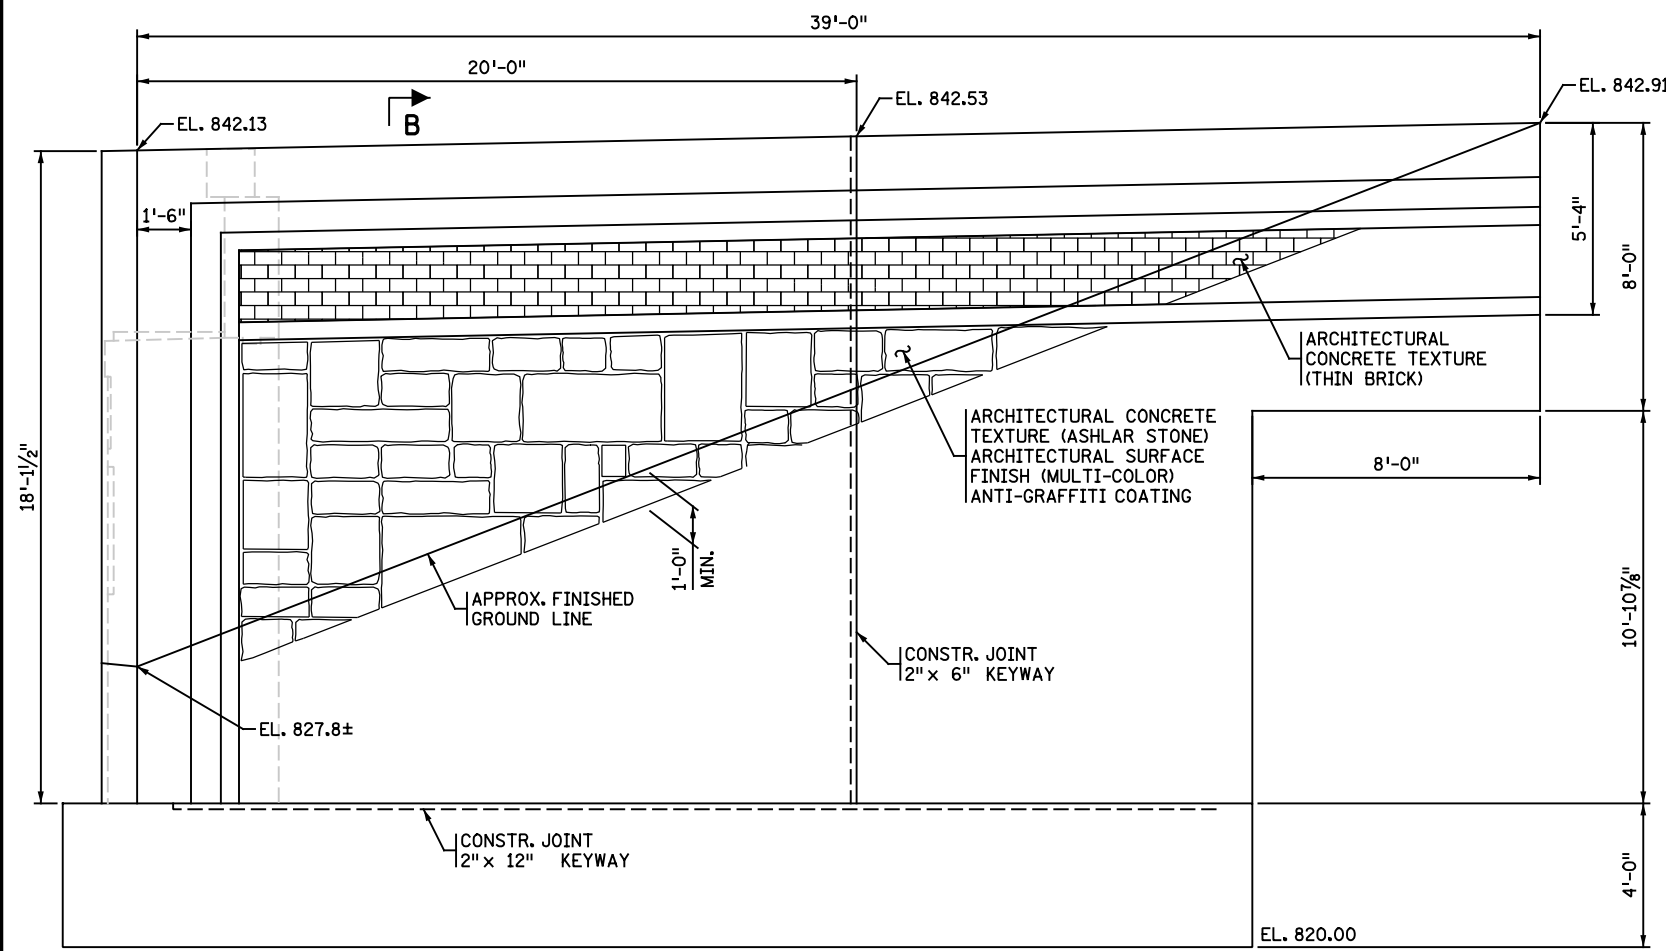 39'-0"
20'-0"
B
EL. 842.13
EL. 842.53
EL. 842.91
1'-6"
5'-4"
8'-0"
18'-1½"
ARCHITECTURAL
CONCRETE TEXTURE
(THIN BRICK)
ARCHITECTURAL CONCRETE
TEXTURE (ASHLAR STONE)
ARCHITECTURAL SURFACE
FINISH (MULTI-COLOR)
ANTI-GRAFFITI COATING
8'-0"
1'-0"
MIN.
APPROX. FINISHED
GROUND LINE
10'-10⅞"
CONSTR. JOINT
2" x 6" KEYWAY
EL. 827.8±
CONSTR. JOINT
2" x 12" KEYWAY
4'-0"
EL. 820.00